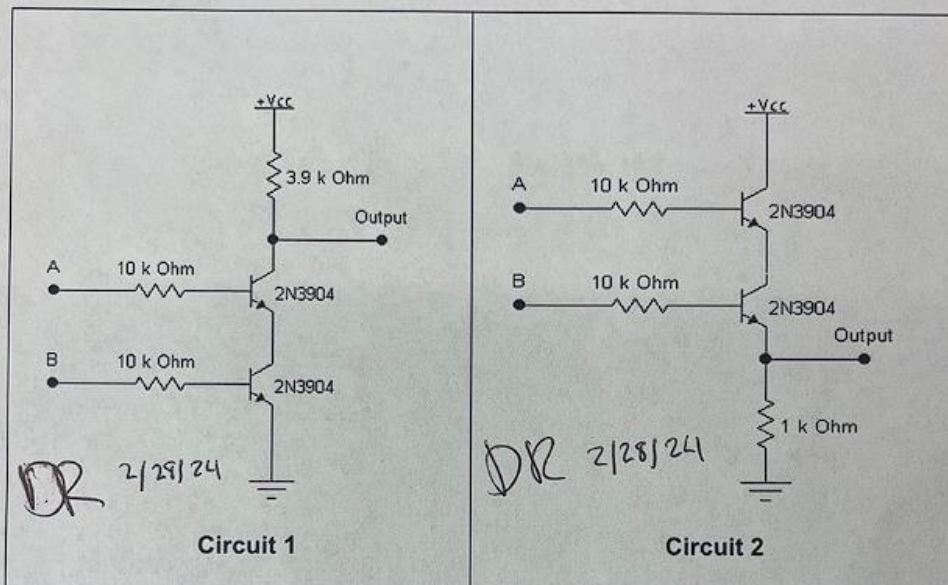 +Vcc
3.9 k Ohm
Output
A
10 k Ohm
2N3904
B
10 k Ohm
2N3904
DR 2/28/24
Circuit 1
+Vcc
A
10 k Ohm
2N3904
B
10 k Ohm
2N3904
Output
1 k Ohm
DR 2/28/24
Circuit 2